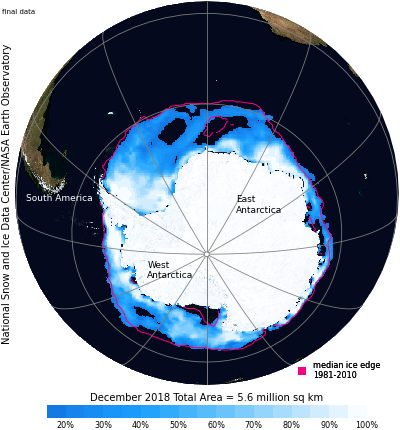 final data
National Snow and Ice Data Center/NASA Earth Observatory
South America
East
Antarctica
West
Antarctica
median ice edge
1981-2010
December 2018 Total Area = 5.6 million sq km
20% 30% 40% 50% 60% 70% 80% 90% 100%